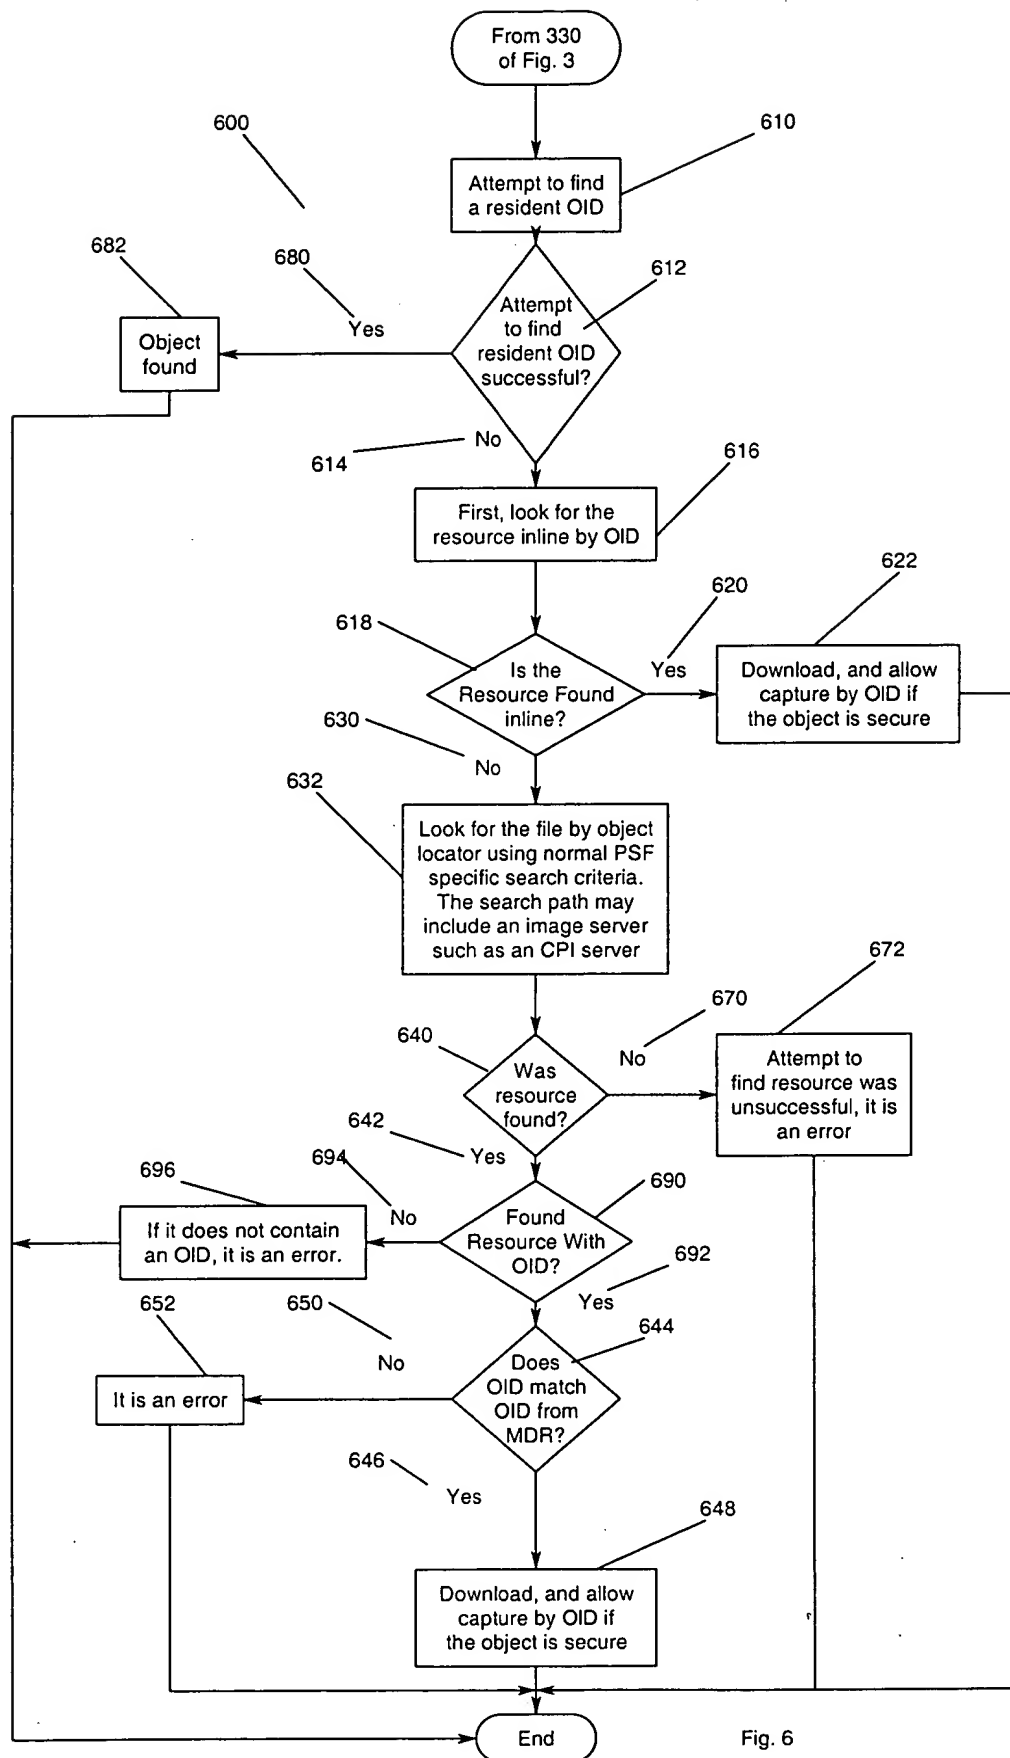 From 330
of Fig. 3
600
610
Attempt to find
a resident OID
682
680
612
Yes
Attempt
to find
resident OID
successful?
Object
found
No
614
616
First, look for the
resource inline by OID
622
620
618
Yes
Is the
Resource Found
inline?
Download, and allow
capture by OID if
the object is secure
630
No
632
Look for the file by object
locator using normal PSF
specific search criteria.
The search path may
include an image server
such as an CPI server
672
670
640
No
Was
resource
found?
Attempt to
find resource was
unsuccessful, it is
an error
642
Yes
694
696
690
No
Found
Resource With
OID?
If it does not contain
an OID, it is an error.
692
Yes
652
650
644
No
Does
OID match
OID from
MDR?
It is an error
646
Yes
648
Download, and allow
capture by OID if
the object is secure
End
Fig. 6